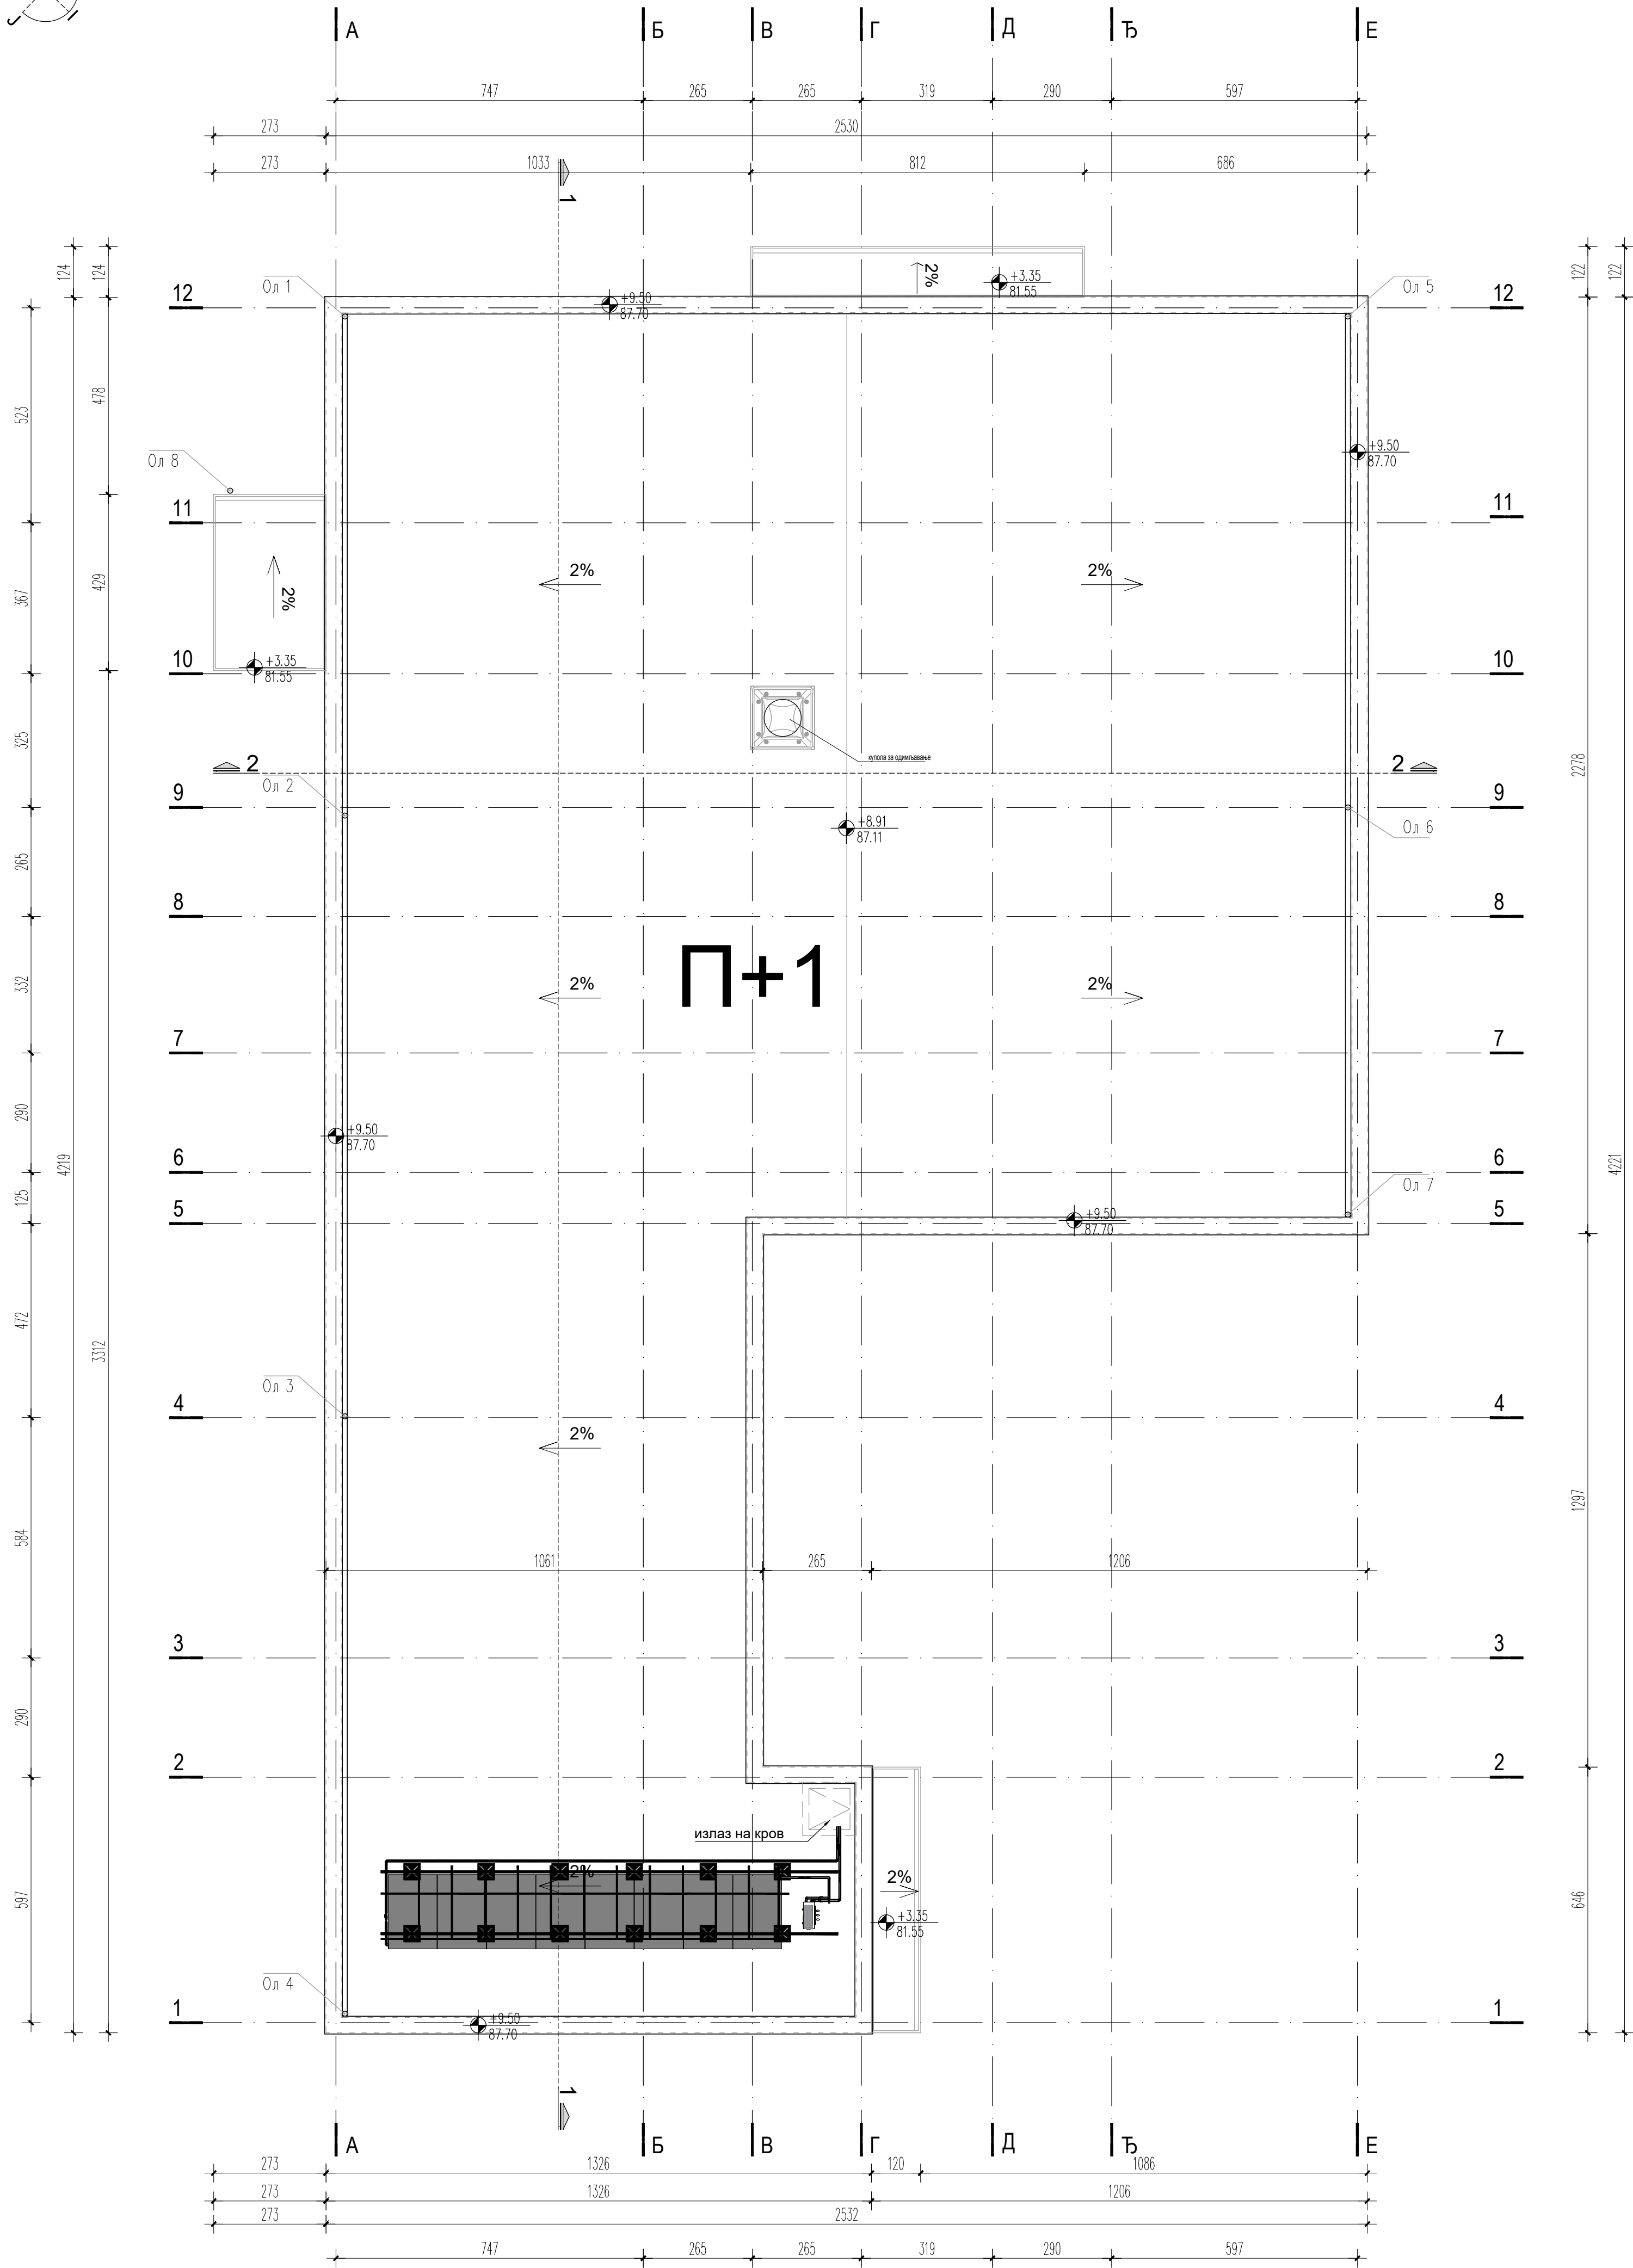 Ј I
А Б В Г Д Ђ Е
747 265 265 319 290 597
273 2530
273 1033 812 686
1
124 124 122 122
2%
+3.35
81.55
Ол 1
Ол 5
12 12
+9.50
87.70
478
523
+9.50
87.70
Ол 8
11 11
2% 2%
429
367
2%
10 10
+3.35
81.55
325
купола за одимљавање
2 2
2278
Ол 2
9 9
+8.91
87.11
Ол 6
265
8 8
П+1
332
2% 2%
7 7
290
+9.50
87.70
4219
4221
6 6
125
Ол 7
+9.50
87.70
5 5
472
3312
Ол 3
4 4
2%
1297
584
1061 265 1206
3 3
290
2 2
излаз на кров
2%
2%
597
646
+3.35
81.55
Ол 4
1 1
+9.50
87.70
1
А Б В Г Д Ђ Е
273 1326 120 1086
273 1326 1206
273 2532
747 265 265 319 290 597